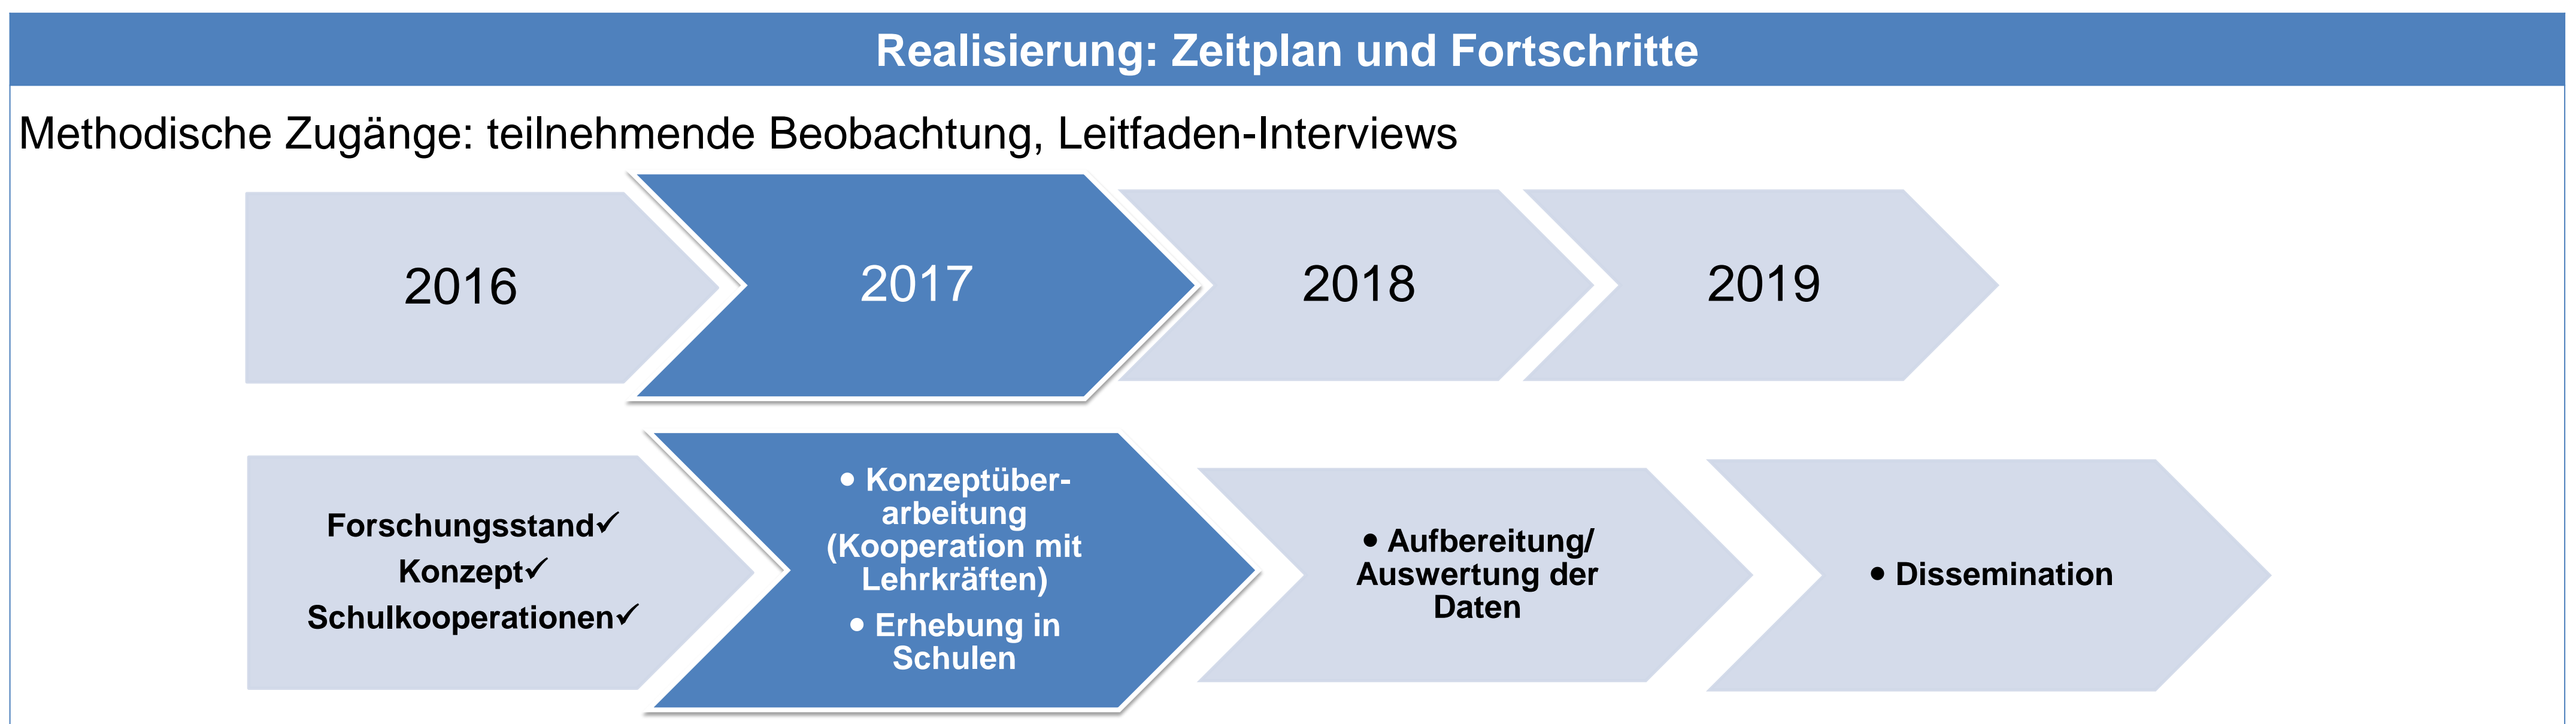 Realisierung: Zeitplan und Fortschritte
Methodische Zugänge: teilnehmende Beobachtung, Leitfaden-Interviews
2016
2017
2018
2019
Forschungsstand✓
Konzept✓
Schulkooperationen✓
• Konzeptüber-
arbeitung
(Kooperation mit
Lehrkräften)
• Erhebung in
Schulen
• Aufbereitung/
Auswertung der
Daten
• Dissemination